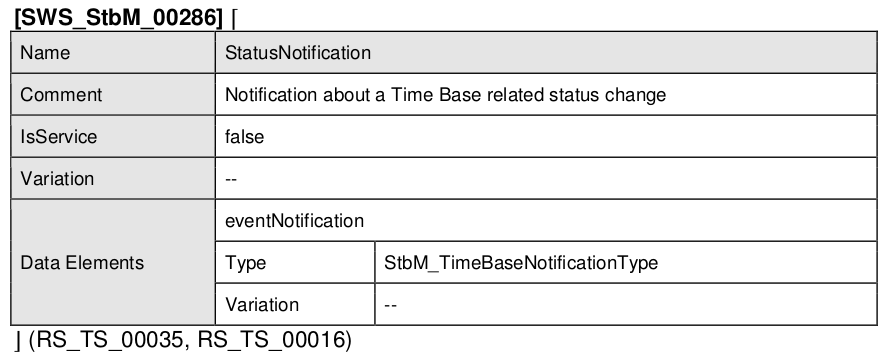 [SWS_StbM_00286] ⌈
Name StatusNotification
Comment Notification about a Time Base related status change
IsService false
Variation --
Data Elements
eventNotification
Type StbM_TimeBaseNotificationType
Variation --
⌋ (RS_TS_00035, RS_TS_00016)